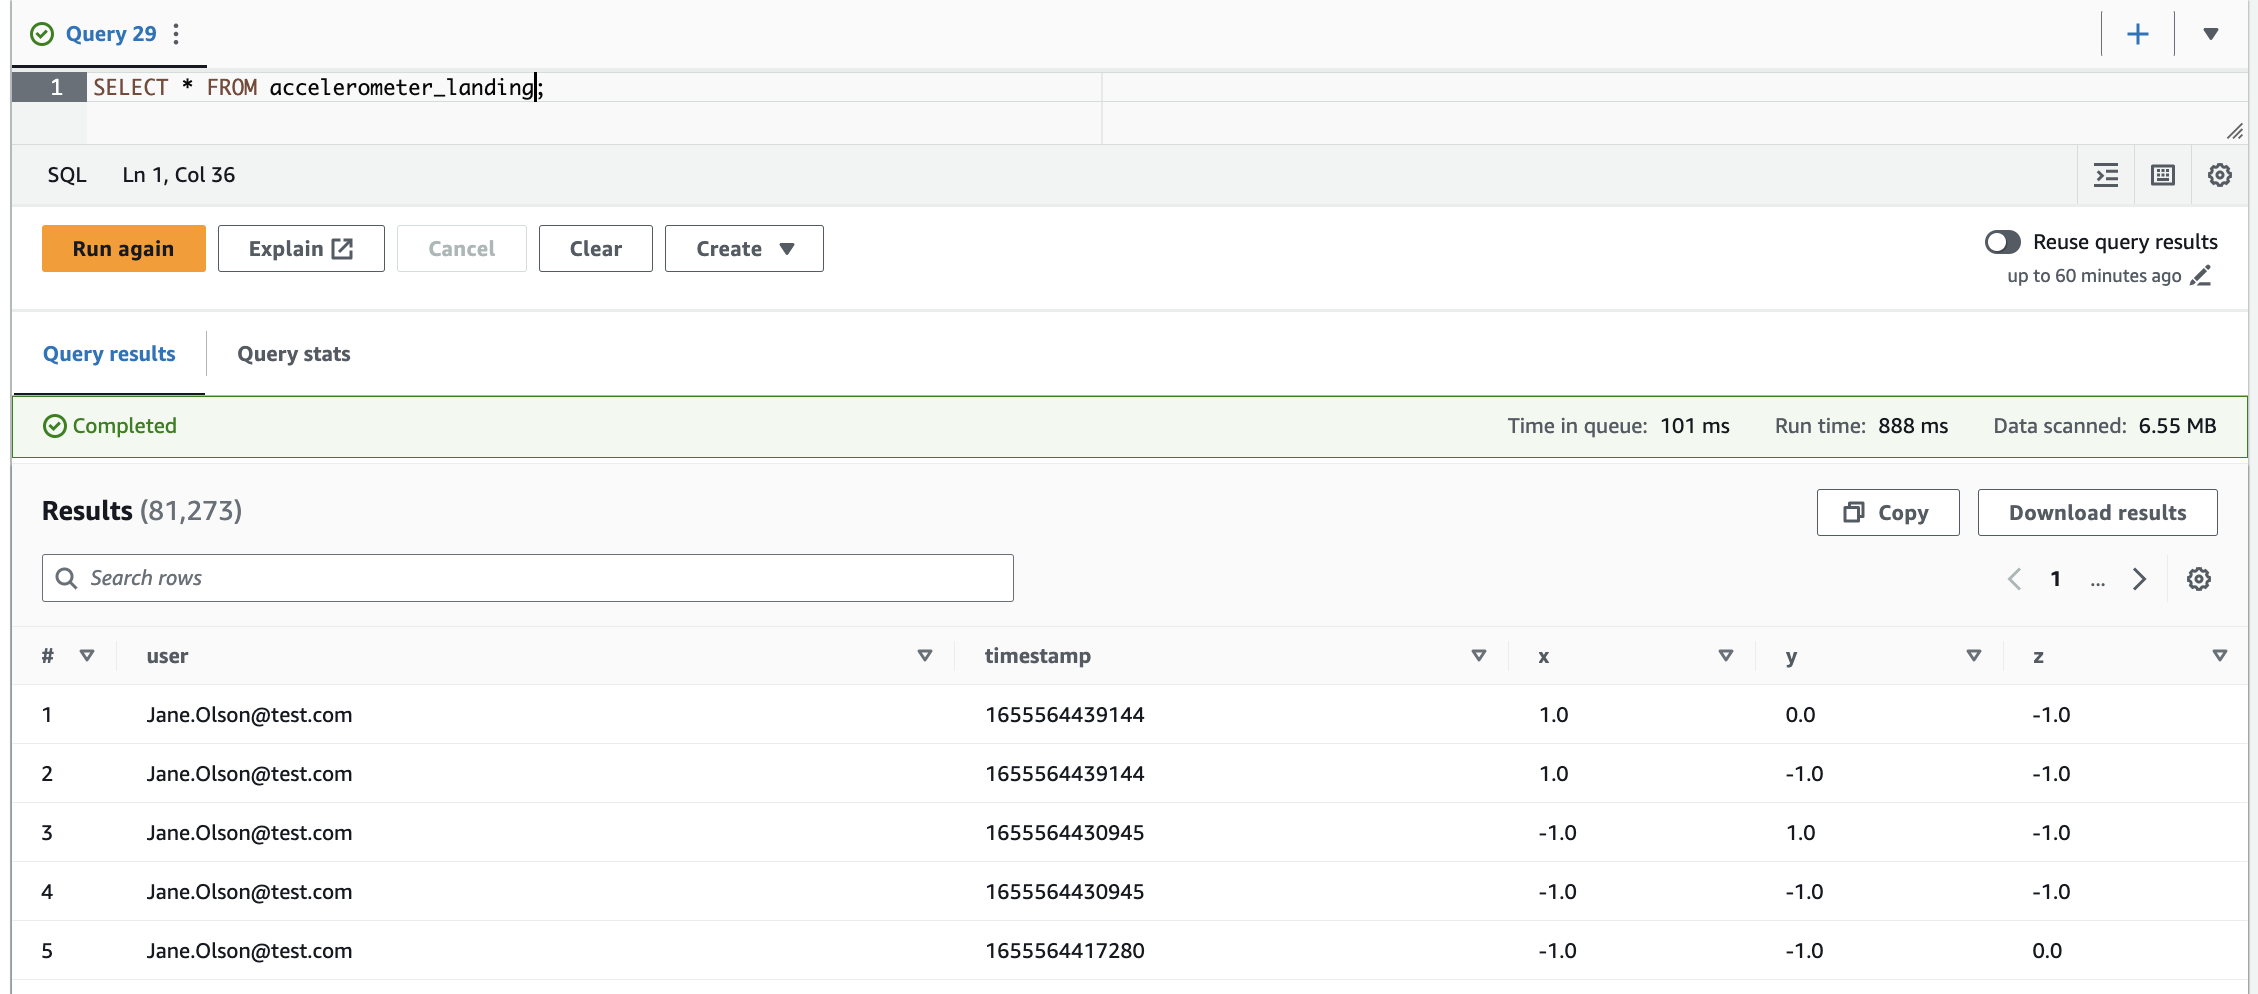 Query 29
1 SELECT * FROM accelerometer_landing;
SQL Ln 1, Col 36
Run again Explain Cancel Clear Create Reuse query results
up to 60 minutes ago
Query results Query stats
Completed Time in queue: 101 ms Run time: 888 ms Data scanned: 6.55 MB
Results (81,273) Copy Download results
Search rows 1 ...
# user timestamp x y z
1 Jane.Olson@test.com 1655564439144 1.0 0.0 -1.0
2 Jane.Olson@test.com 1655564439144 1.0 -1.0 -1.0
3 Jane.Olson@test.com 1655564430945 -1.0 1.0 -1.0
4 Jane.Olson@test.com 1655564430945 -1.0 -1.0 -1.0
5 Jane.Olson@test.com 1655564417280 -1.0 -1.0 0.0